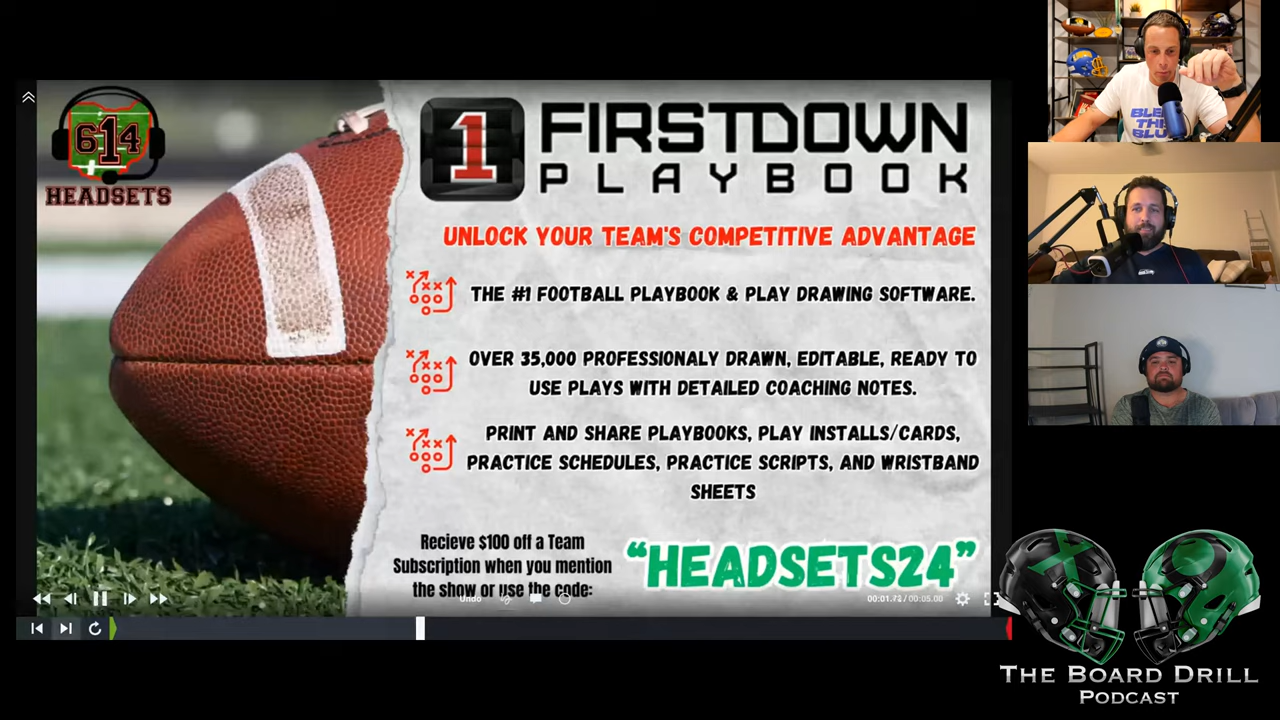 614
HEADSETS
1
FIRSTDOWN
PLAYBOOK
UNLOCK YOUR TEAM'S COMPETITIVE ADVANTAGE
THE #1 FOOTBALL PLAYBOOK & PLAY DRAWING SOFTWARE.
OVER 35,000 PROFESSIONALY DRAWN, EDITABLE, READY TO
USE PLAYS WITH DETAILED COACHING NOTES.
PRINT AND SHARE PLAYBOOKS, PLAY INSTALLS/CARDS,
PRACTICE SCHEDULES, PRACTICE SCRIPTS, AND WRISTBAND
SHEETS
Recieve $100 off a Team
Subscription when you mention
the show or use the code:
"HEADSETS24"
Undo
BLEED
THE
BLUE
THE BOARD DRILL
PODCAST